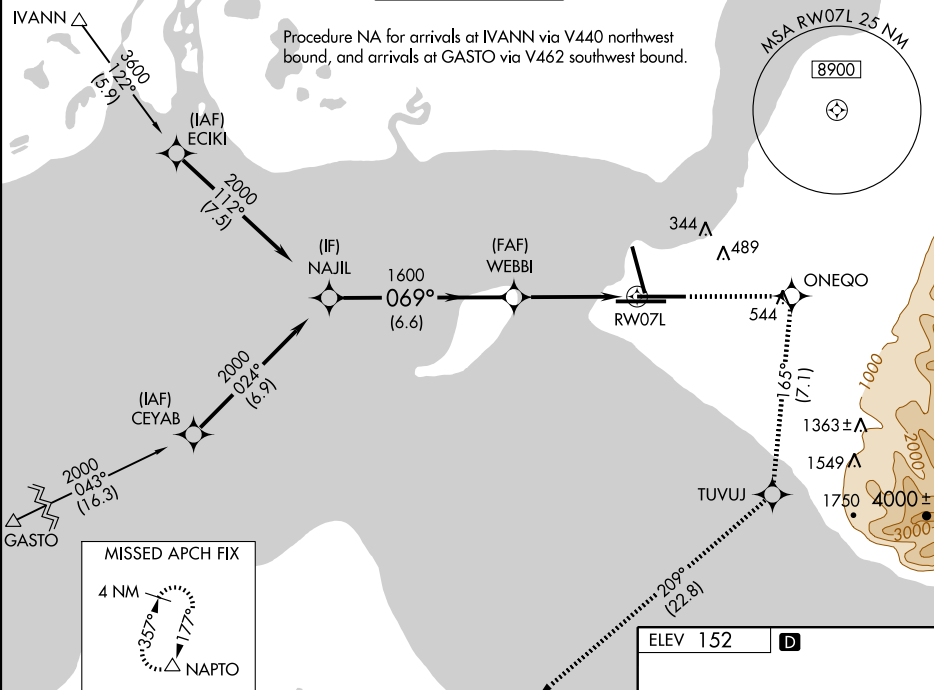 IVANN
Procedure NA for arrivals at IVANN via V440 northwest
bound, and arrivals at GASTO via V462 southwest bound.
MSA RW07L 25 NM
8900
3600
122°
(5.9)
(IAF)
ECIKI
2000
112°
(7.5)
(IF)
NAJIL
1600
069°
(6.6)
(FAF)
WEBBI
344
489
RW07L
544
ONEQO
165°
(7.1)
1000
2000
024°
(6.9)
(IAF)
CEYAB
2000
043°
(16.3)
GASTO
1363±
1549
2000
1750
4000±
3000
TUVUJ
209°
(22.8)
MISSED APCH FIX
4 NM
357°
177°
NAPTO
ELEV 152
D